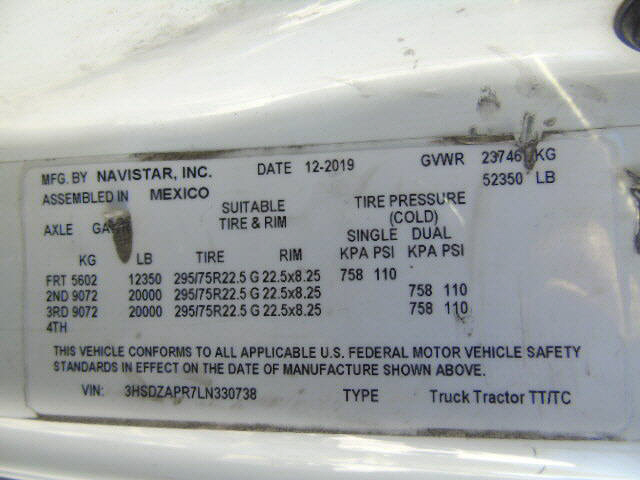 MFG. BY NAVISTAR, INC. DATE 12-2019 GVWR 23746 KG
ASSEMBLED IN MEXICO 52350 LB
SUITABLE TIRE PRESSURE
TIRE & RIM (COLD)
AXLE SINGLE DUAL
KG LB TIRE RIM KPA PSI KPA PSI
FRT 5602 12350 295/75R22.5 G 22.5x8.25 758 110
2ND 9072 20000 295/75R22.5 G 22.5x8.25 758 110
3RD 9072 20000 295/75R22.5 G 22.5x8.25 758 110
4TH
THIS VEHICLE CONFORMS TO ALL APPLICABLE U.S. FEDERAL MOTOR VEHICLE SAFETY
STANDARDS IN EFFECT ON THE DATE OF MANUFACTURE SHOWN ABOVE.
VIN: 3HSDZAPR7LN330738 TYPE Truck Tractor TT/TC